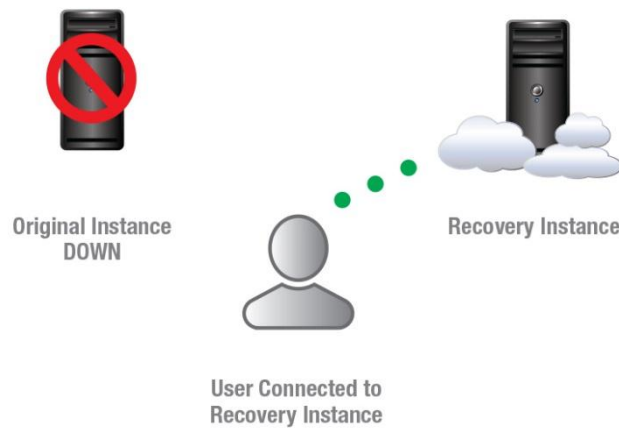 Original Instance
DOWN
Recovery Instance
User Connected to
Recovery Instance